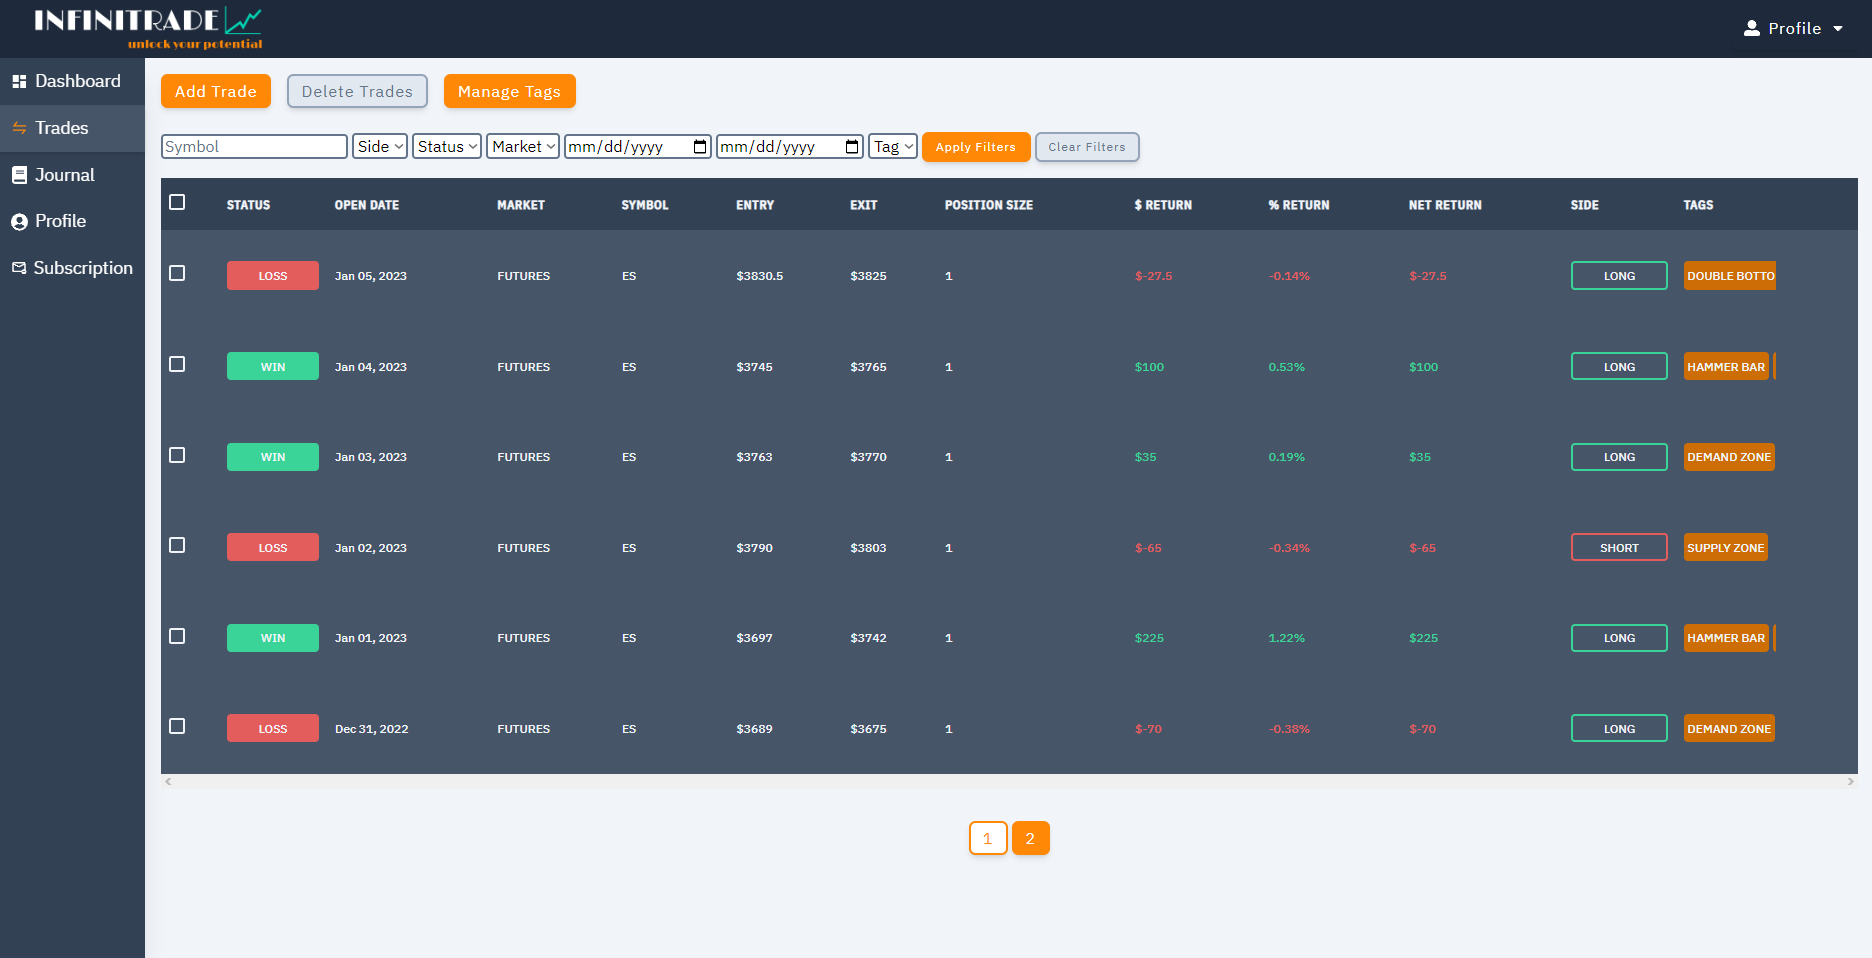 INFINITRADE
unlock your potential
Profile
Dashboard
Trades
Journal
Profile
Subscription
Add Trade Delete Trades Manage Tags
Symbol Side Status Market mm/dd/yyyy mm/dd/yyyy Tag Apply Filters Clear Filters
STATUS OPEN DATE MARKET SYMBOL ENTRY EXIT POSITION SIZE $ RETURN % RETURN NET RETURN SIDE TAGS
LOSS Jan 05, 2023 FUTURES ES $3830.5 $3825 1 $-27.5 -0.14% $-27.5 LONG DOUBLE BOTTO
WIN Jan 04, 2023 FUTURES ES $3745 $3765 1 $100 0.53% $100 LONG HAMMER BAR
WIN Jan 03, 2023 FUTURES ES $3763 $3770 1 $35 0.19% $35 LONG DEMAND ZONE
LOSS Jan 02, 2023 FUTURES ES $3790 $3803 1 $-65 -0.34% $-65 SHORT SUPPLY ZONE
WIN Jan 01, 2023 FUTURES ES $3697 $3742 1 $225 1.22% $225 LONG HAMMER BAR
LOSS Dec 31, 2022 FUTURES ES $3689 $3675 1 $-70 -0.38% $-70 LONG DEMAND ZONE
1 2